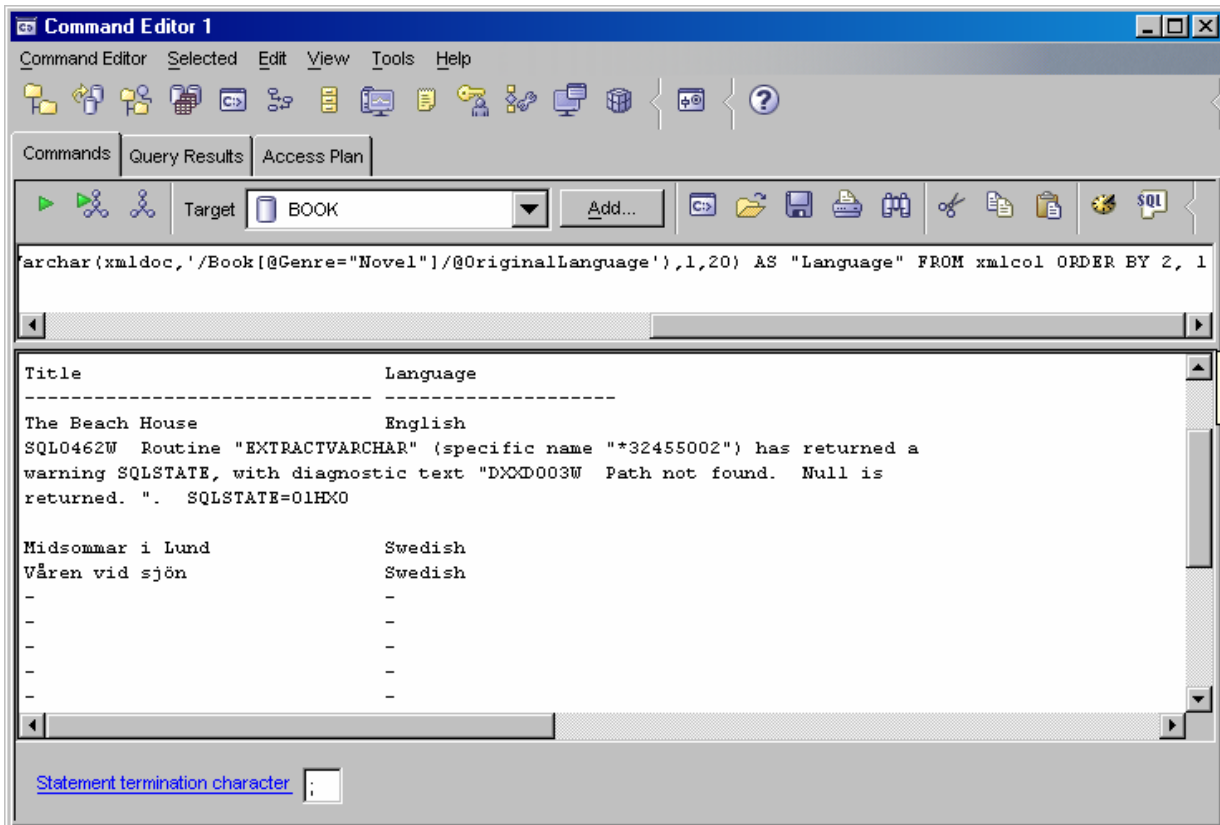 Command Editor 1
Command Editor Selected Edit View Tools Help
Commands Query Results Access Plan
Target BOOK Add... SQL
archar(xmldoc,'/Book[@Genre="Novel"]/@OriginalLanguage'),1,20) AS "Language" FROM xmlcol ORDER BY 2, 1
Title Language
------------------------------ --------------------
The Beach House English
SQL0462W Routine "EXTRACTVARCHAR" (specific name "*32455002") has returned a
warning SQLSTATE, with diagnostic text "DXXD003W Path not found. Null is
returned. ". SQLSTATE=01HX0
Midsommar i Lund Swedish
Våren vid sjön Swedish
- -
- -
- -
- -
- -
Statement termination character ;